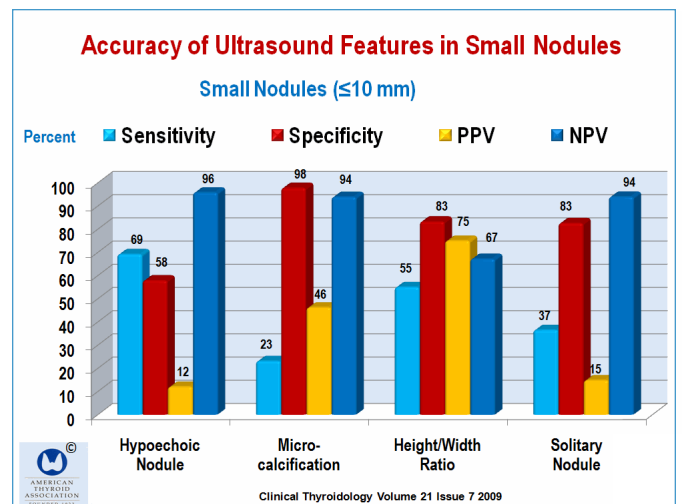 Accuracy of Ultrasound Features in Small Nodules
Small Nodules (≤10 mm)
Percent
Sensitivity
Specificity
PPV
NPV
100
90
80
70
60
50
40
30
20
10
0
69
58
12
96
23
98
46
94
55
83
75
67
37
83
15
94
Hypoechoic
Nodule
Micro-
calcification
Height/Width
Ratio
Solitary
Nodule
©
AMERICAN
THYROID
ASSOCIATION
Clinical Thyroidology Volume 21 Issue 7 2009